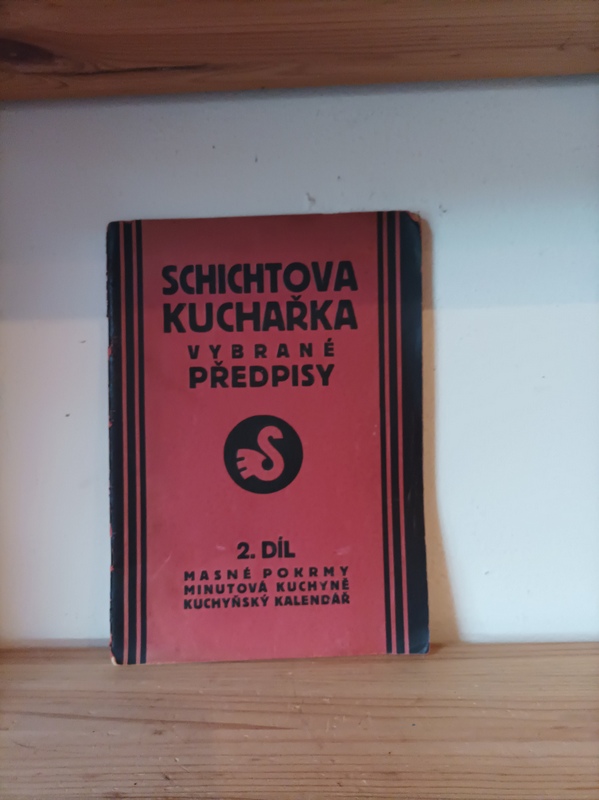 SCHICHTOVA
KUCHAŘKA
VYBRANÉ
PŘEDPISY
2. DÍL
MASNÉ POKRMY
MINUTOVÁ KUCHYNĚ
KUCHYŇSKÝ KALENDÁŘ